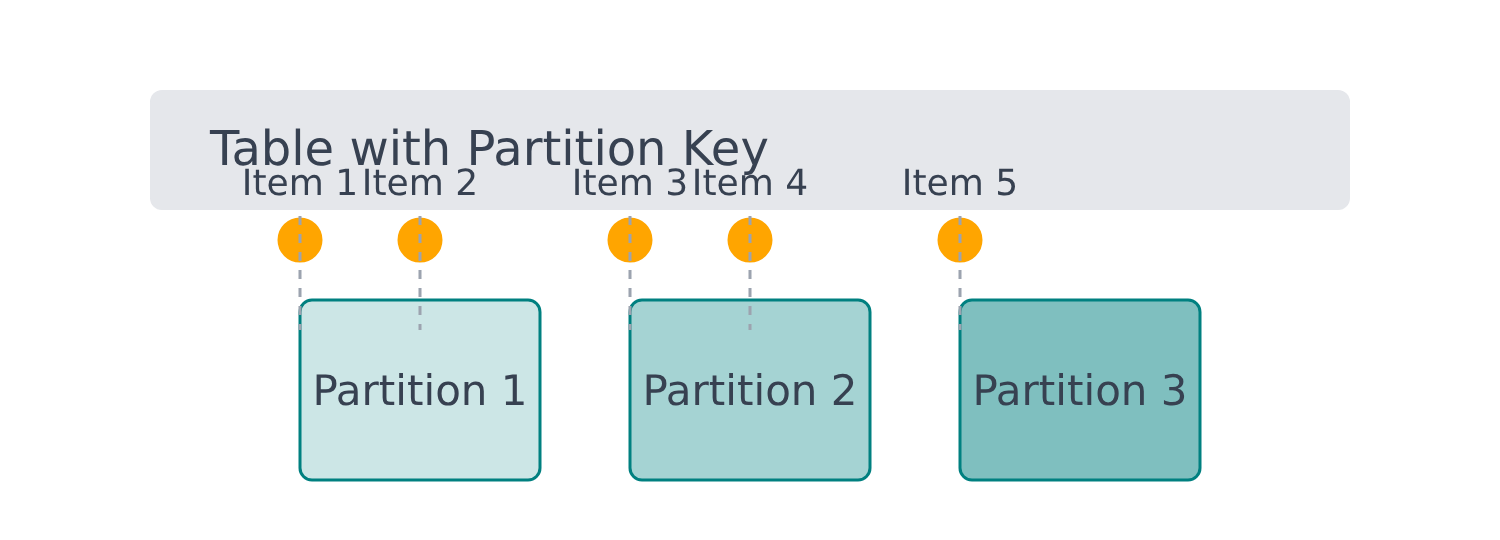 Table with Partition Key
Item 1 Item 2 Item 3 Item 4 Item 5
Partition 1 Partition 2 Partition 3